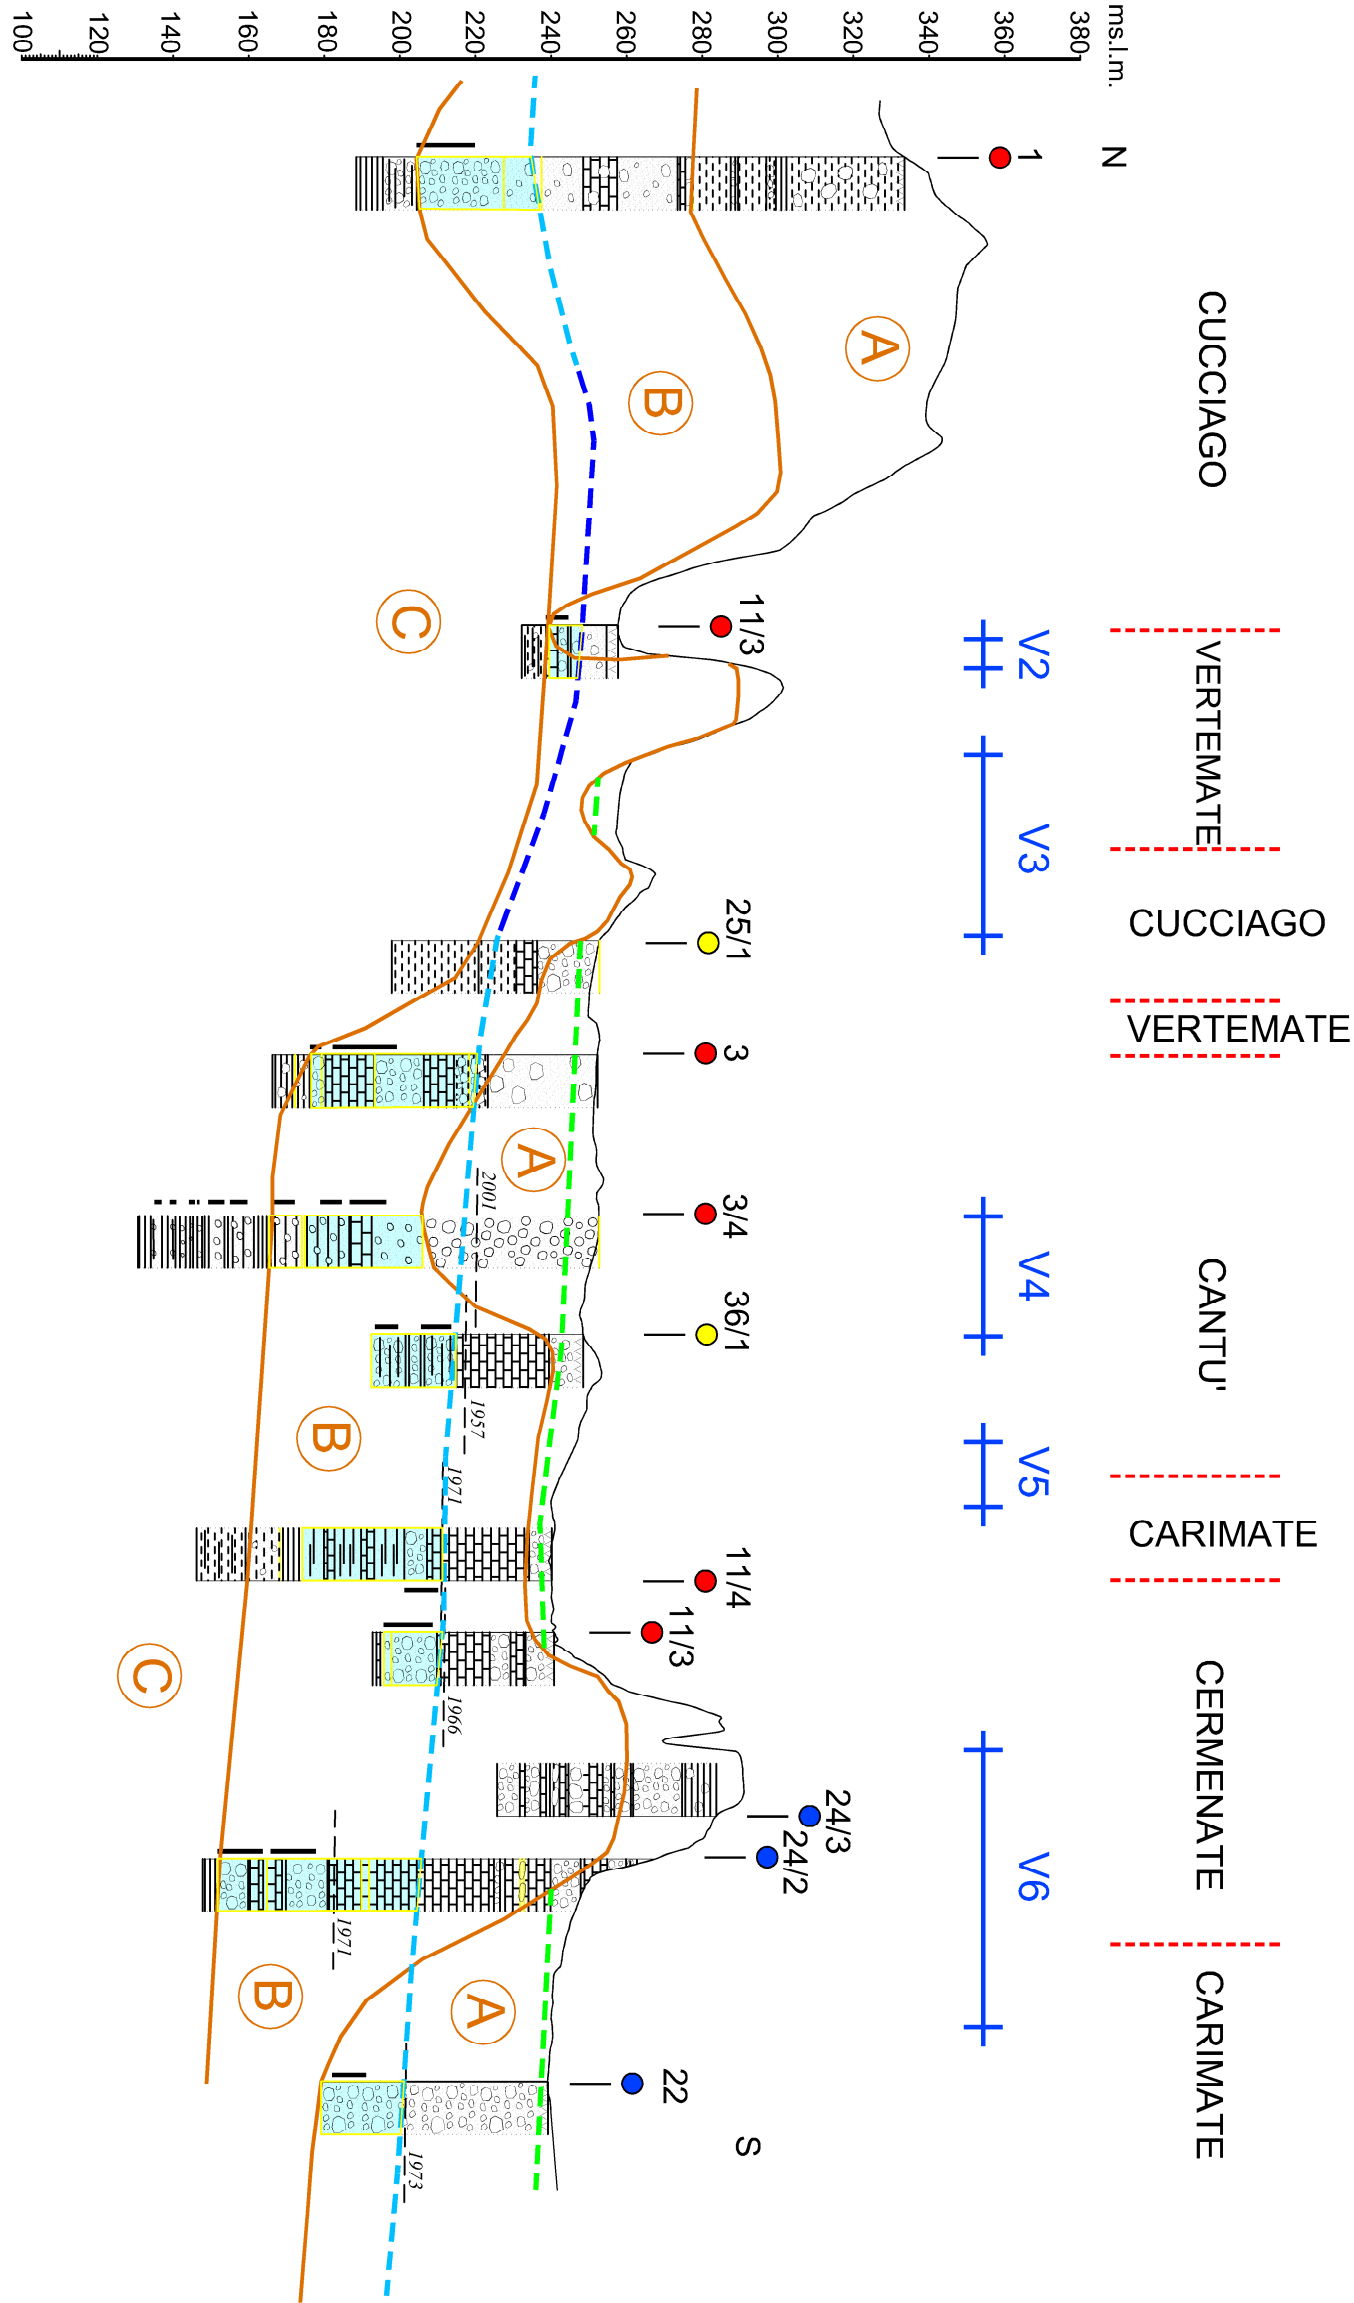 m s.l.m.
380
360
340
320
300
280
260
240
220
200
180
160
140
120
100
N
S
CUCCIAGO
VERTEMATE
CUCCIAGO
VERTEMATE
CANTU'
CARIMATE
CERMENATE
CARIMATE
V2
V3
V4
V5
V6
1
11/3
25/1
3
3/4
36/1
11/4
11/3
24/3
24/2
22
A
B
C
A
B
C
A
B
2001
1957
1971
1966
1971
1973